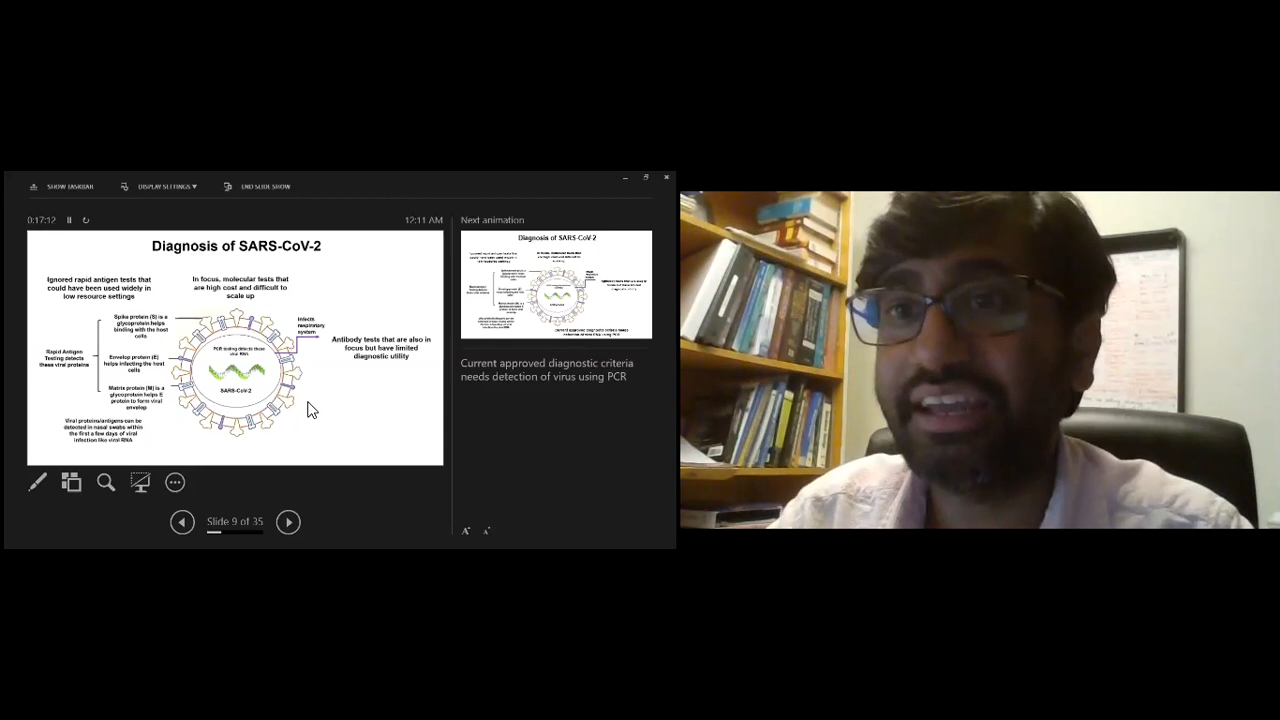 SHOW TASKBAR
DISPLAY SETTINGS ▾
END SLIDE SHOW
0:17:12
12:11 AM
Next animation
Diagnosis of SARS-CoV-2
Ignored rapid antigen tests that
could have been used widely in
low resource settings
In focus, molecular tests that
are high cost and difficult to
scale up
Spike protein (S) is a
glycoprotein helps
binding with the host
cells
Infects
respiratory
system
PCR testing detects these
viral RNA
Antibody tests that are also in
focus but have limited
diagnostic utility
Rapid Antigen
Testing detects
these viral proteins
Envelop protein (E)
helps infecting the host
cells
SARS-CoV-2
Matrix protein (M) is a
glycoprotein helps E
protein to form viral
envelop
Viral proteins/antigens can be
detected in nasal swabs within
the first a few days of viral
infection like viral RNA
Diagnosis of SARS-CoV-2
Current approved diagnostic criteria
needs detection of virus using PCR
Slide 9 of 35
A A